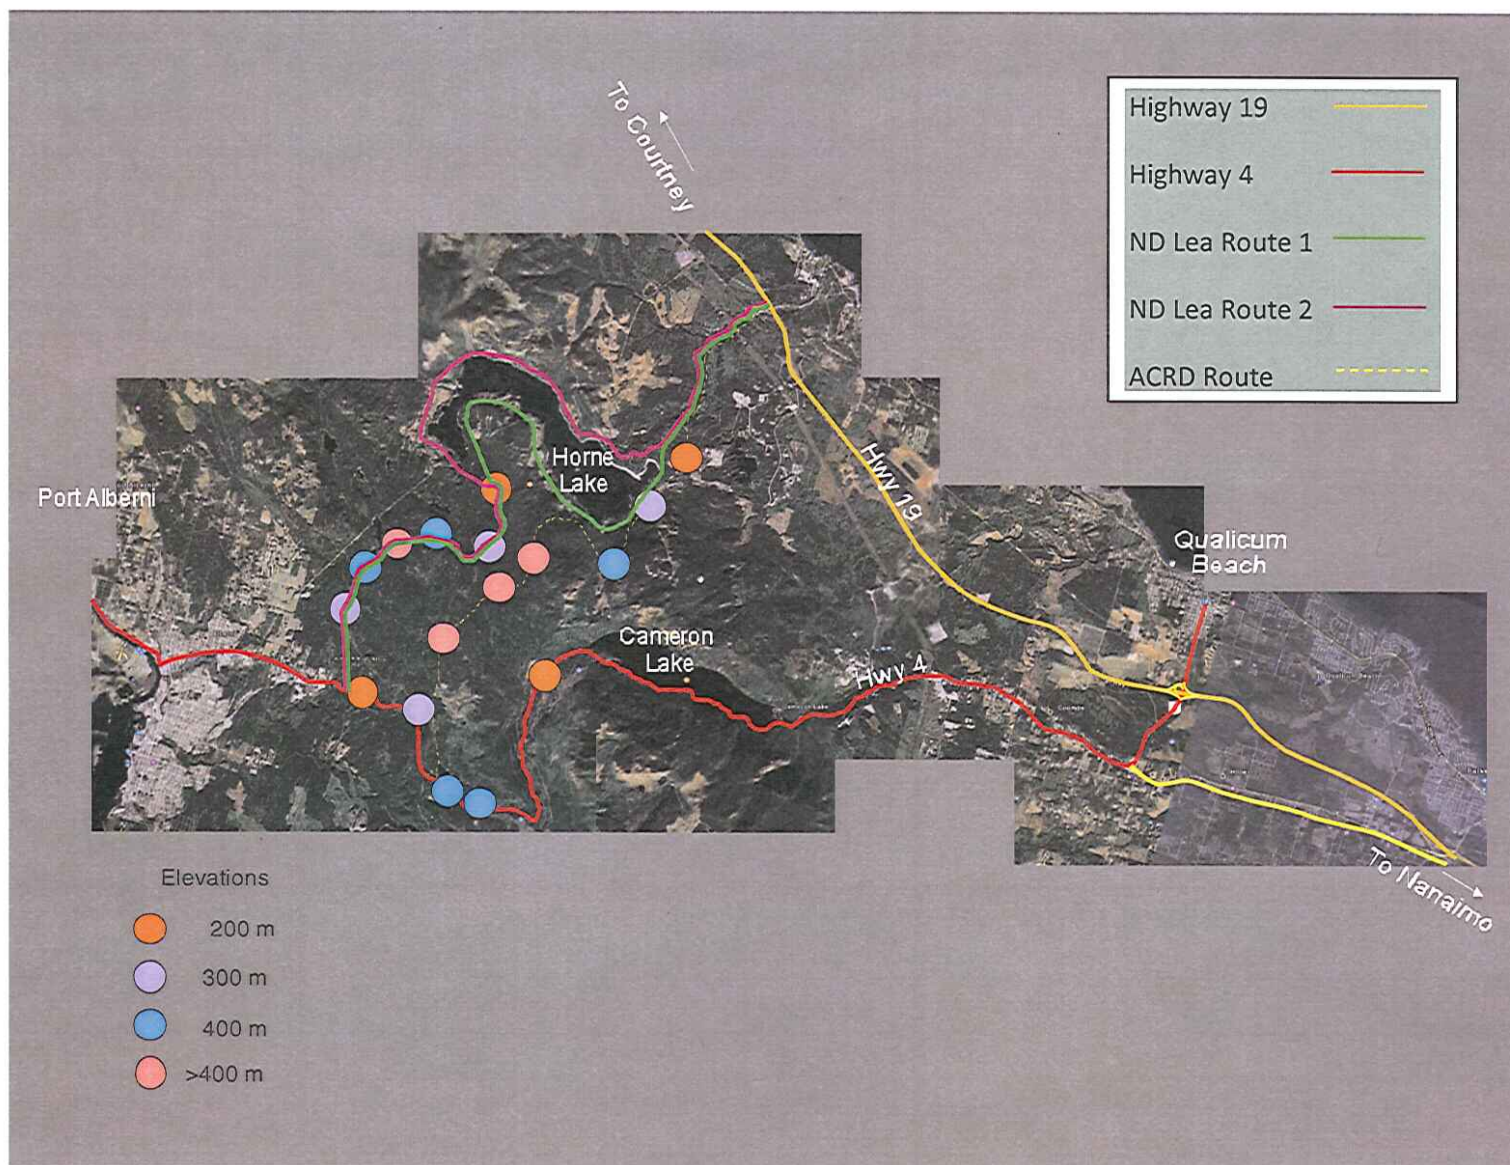 To Courtney
Highway 19
Highway 4
ND Lea Route 1
ND Lea Route 2
ACRD Route
Horne
Lake
Port Alberni
Hwy 19
Qualicum
Beach
Cameron
Lake
Hwy 4
To Nanaimo
Elevations
200 m
300 m
400 m
>400 m